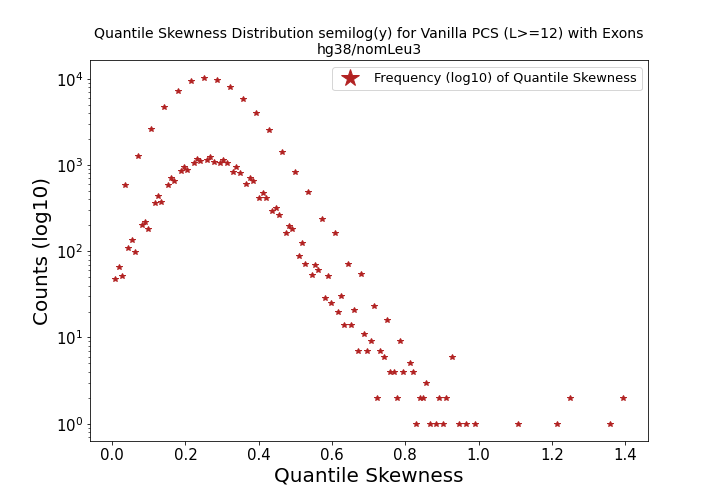 Quantile Skewness Distribution semilog(y) for Vanilla PCS (L>=12) with Exons
hg38/nomLeu3
Frequency (log10) of Quantile Skewness
Counts (log10)
10⁴
10³
10²
10¹
10⁰
0.0 0.2 0.4 0.6 0.8 1.0 1.2 1.4
Quantile Skewness